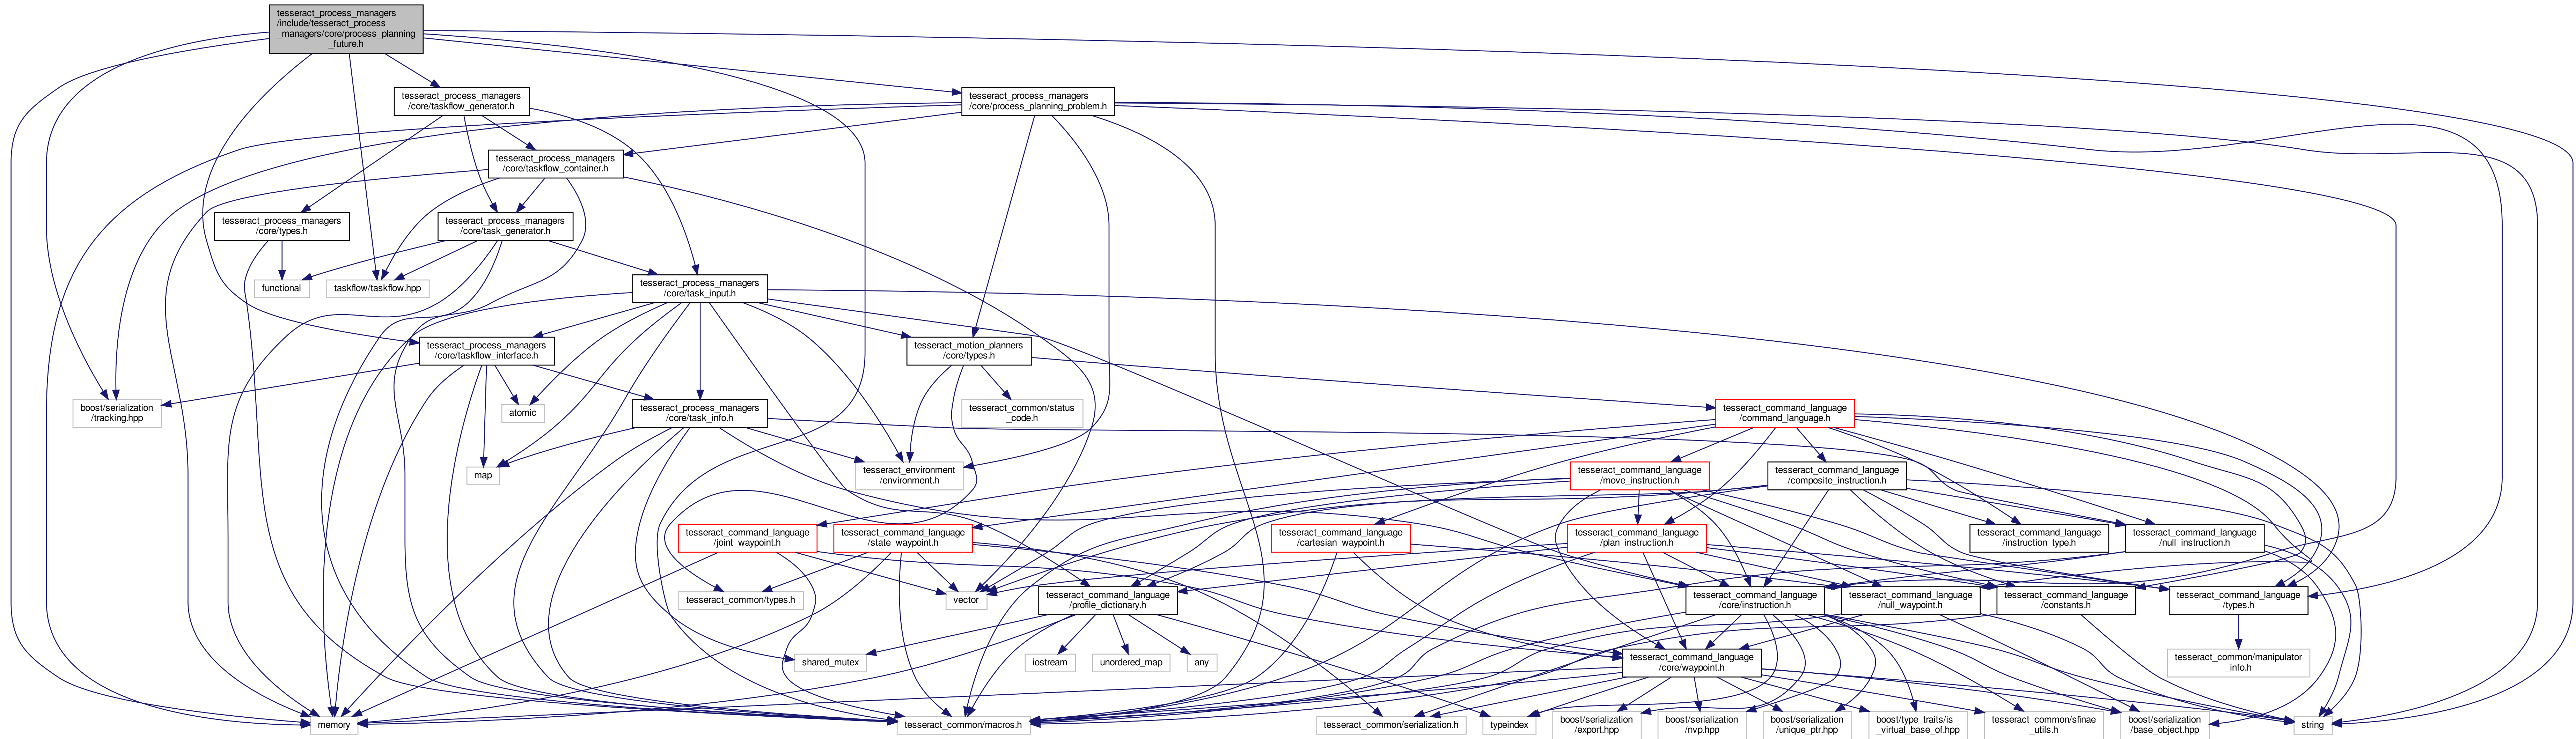 tesseract_process_managers
/include/tesseract_process
_managers/core/process_planning
_future.h
tesseract_process_managers
/core/taskflow_generator.h
tesseract_process_managers
/core/process_planning_problem.h
tesseract_process_managers
/core/taskflow_container.h
tesseract_process_managers
/core/types.h
tesseract_process_managers
/core/task_generator.h
functional
taskflow/taskflow.hpp
tesseract_process_managers
/core/task_input.h
tesseract_process_managers
/core/taskflow_interface.h
tesseract_motion_planners
/core/types.h
boost/serialization
/tracking.hpp
atomic
tesseract_process_managers
/core/task_info.h
tesseract_common/status
_code.h
tesseract_command_language
/command_language.h
map
tesseract_environment
/environment.h
tesseract_command_language
/move_instruction.h
tesseract_command_language
/composite_instruction.h
tesseract_command_language
/joint_waypoint.h
tesseract_command_language
/state_waypoint.h
tesseract_command_language
/cartesian_waypoint.h
tesseract_command_language
/plan_instruction.h
tesseract_command_language
/instruction_type.h
tesseract_command_language
/null_instruction.h
tesseract_common/types.h
vector
tesseract_command_language
/profile_dictionary.h
tesseract_command_language
/core/instruction.h
tesseract_command_language
/null_waypoint.h
tesseract_command_language
/constants.h
tesseract_command_language
/types.h
shared_mutex
iostream
unordered_map
any
tesseract_command_language
/core/waypoint.h
tesseract_common/manipulator
_info.h
memory
tesseract_common/macros.h
tesseract_common/serialization.h
typeindex
boost/serialization
/export.hpp
boost/serialization
/nvp.hpp
boost/serialization
/unique_ptr.hpp
boost/type_traits/is
_virtual_base_of.hpp
tesseract_common/sfinae
_utils.h
boost/serialization
/base_object.hpp
string